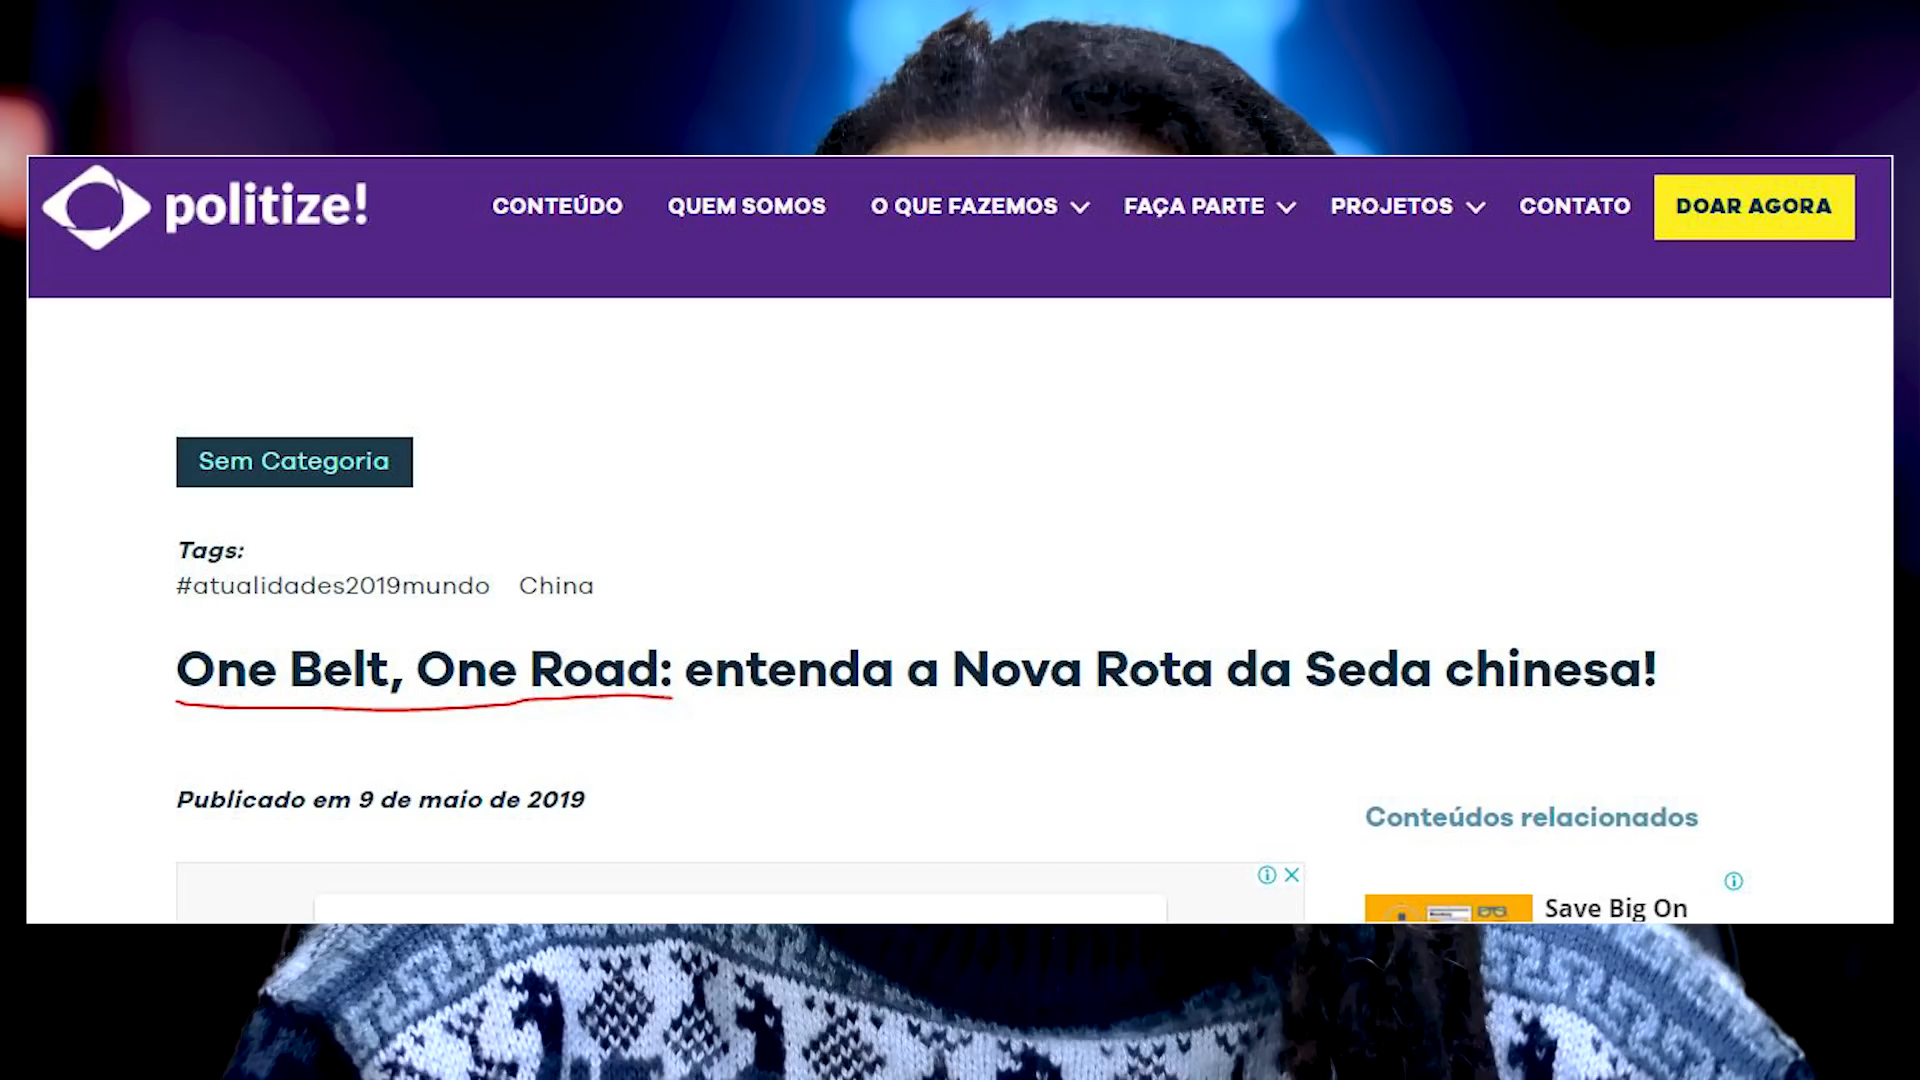 politize!
CONTEÚDO QUEM SOMOS O QUE FAZEMOS FAÇA PARTE PROJETOS CONTATO DOAR AGORA
Sem Categoria
Tags:
#atualidades2019mundo China
One Belt, One Road: entenda a Nova Rota da Seda chinesa!
Publicado em 9 de maio de 2019
Conteúdos relacionados
Save Big On